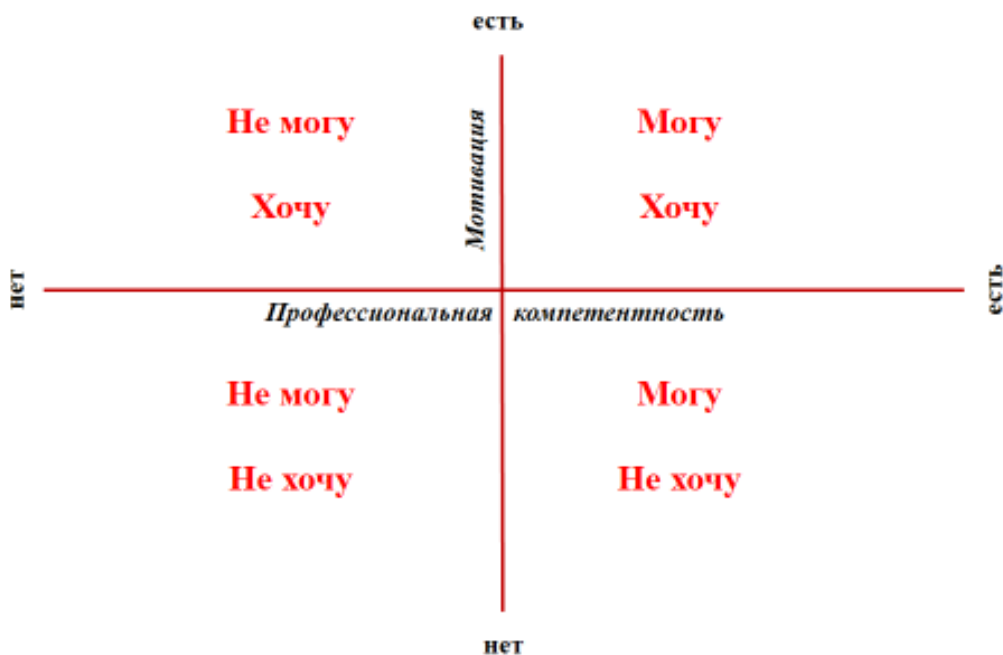 есть
Не могу
Могу
Мотивация
Хочу
Хочу
нет
есть
Профессиональная компетентность
Не могу
Могу
Не хочу
Не хочу
нет